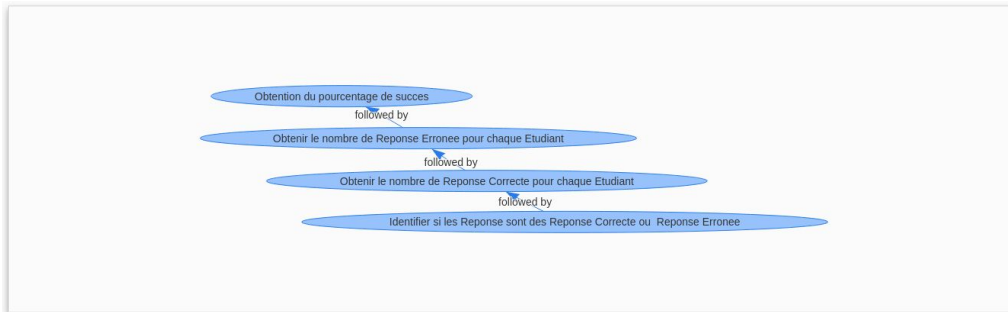 Obtention du pourcentage de succes
followed by
Obtenir le nombre de Reponse Erronee pour chaque Etudiant
followed by
Obtenir le nombre de Reponse Correcte pour chaque Etudiant
followed by
Identifier si les Reponse sont des Reponse Correcte ou  Reponse Erronee